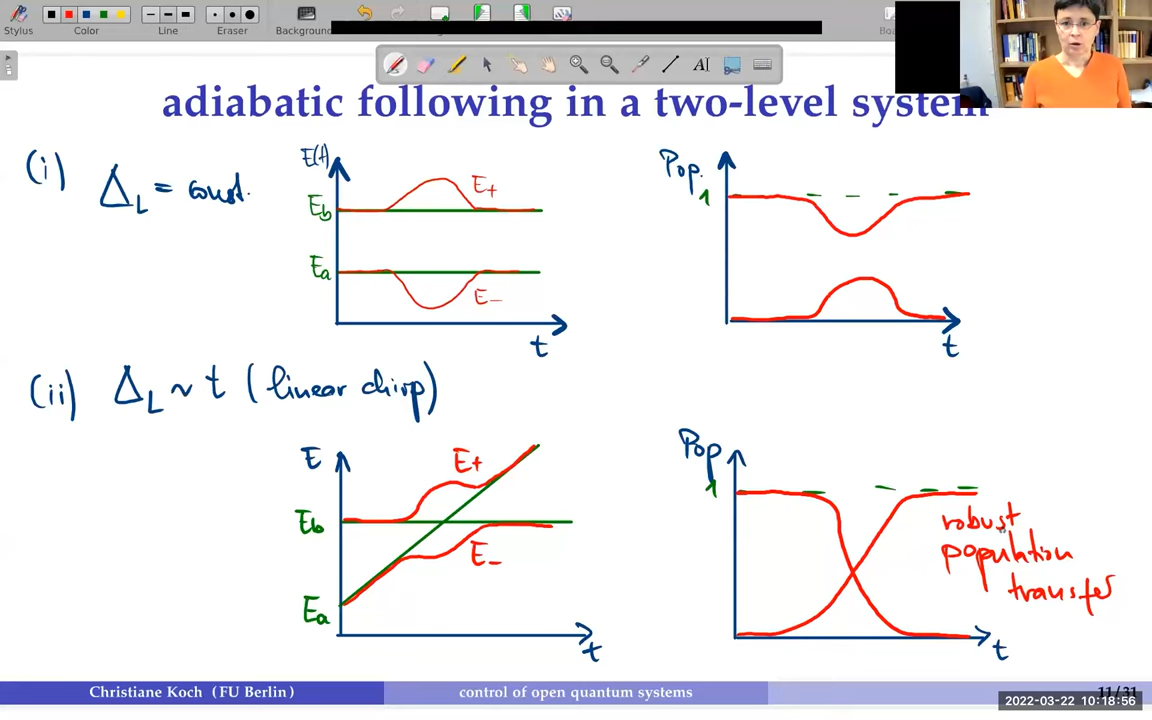 Stylus
Color
Line
Eraser
Background
adiabatic following in a two-level system
(i) Δ_L = const.
E(t)
E_b
E_+
E_a
E_-
t
Pop.
1
t
(ii) Δ_L ~ t (linear chirp)
E
E_+
E_b
E_-
E_a
t
Pop
1
robust
population
transfer
t
Christiane Koch (FU Berlin)
control of open quantum systems
11/31
2022-03-22 10:18:56